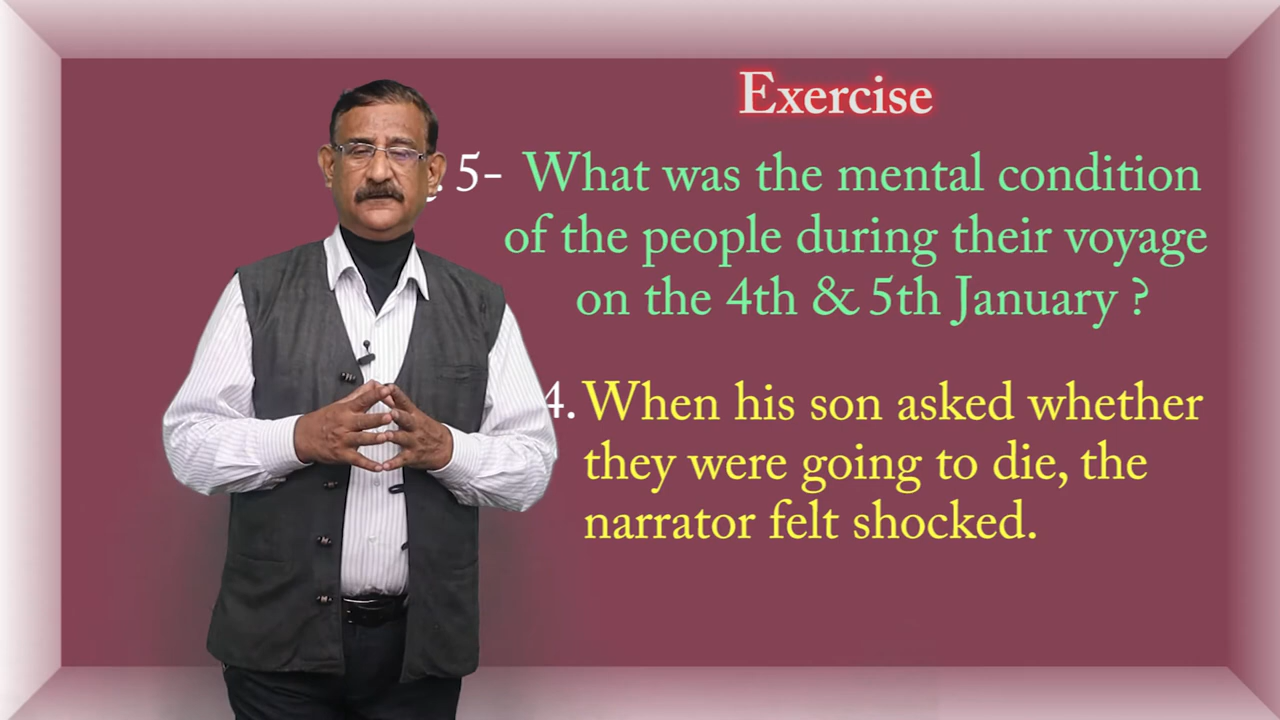 Exercise
. 5- What was the mental condition
of the people during their voyage
on the 4th & 5th January ?
4. When his son asked whether
they were going to die, the
narrator felt shocked.